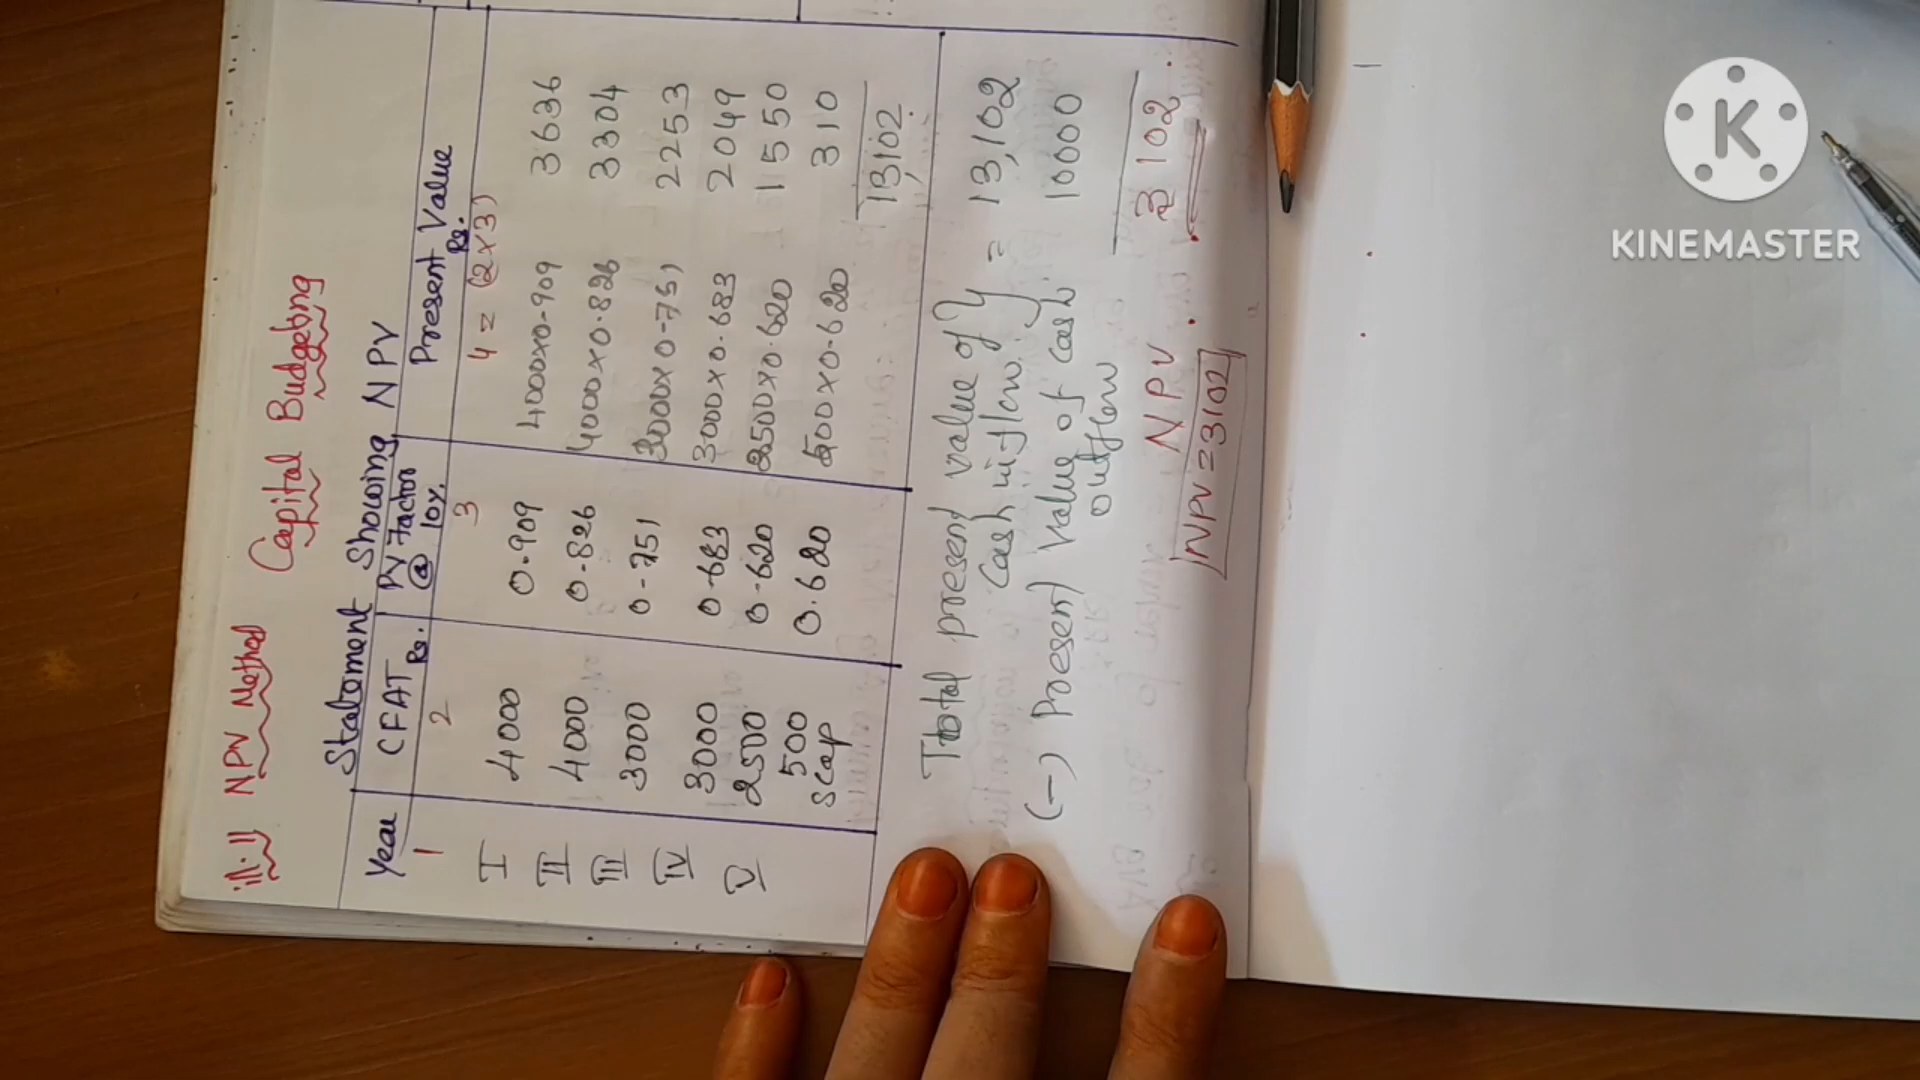 ill.11 NPV Method Capital Budgeting
Statement Showing NPV
Year CFAT Rs. PV Factor @ 10%. Present Value Rs.
1 2 3 4 = (2x3)
I 4000 0.909 4000x0.909 3636
II 4000 0.826 4000x0.826 3304
III 3000 0.751 3000x0.751 2253
IV 3000 0.683 3000x0.683 2049
V 2500 0.620 2500x0.620 1550
500 0.620 500x0.620 310
Scap
13,102
Total present value of } = 13,102
Cash inflow
(-) Present value of cash 10000
outflow
NPV 3102
NPV = 3102
K
KINEMASTER